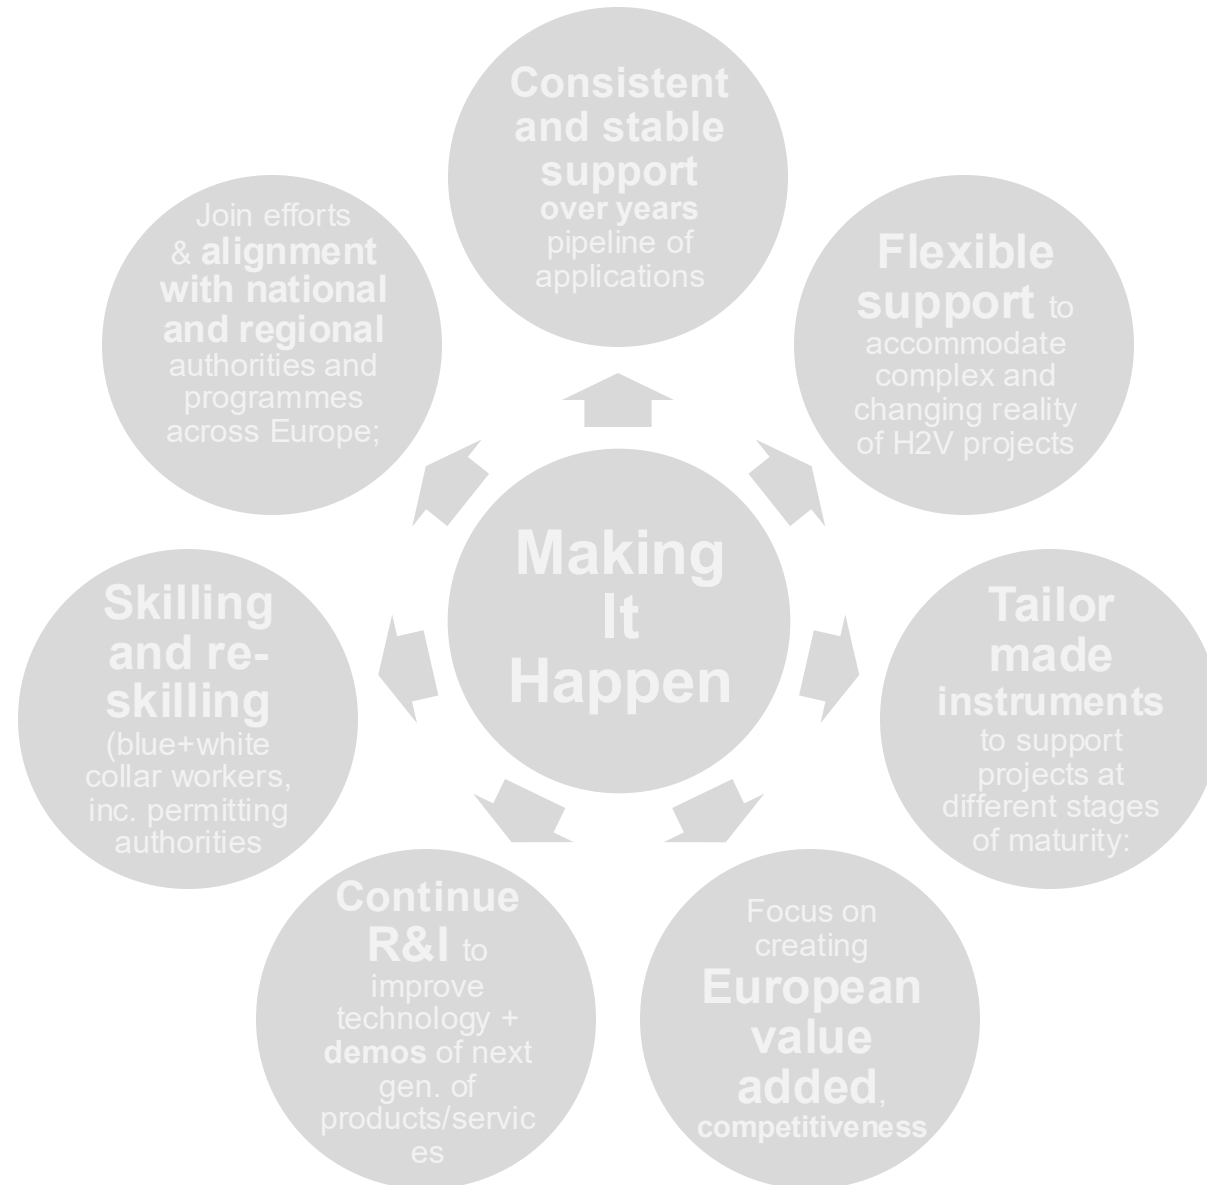 Consistent
and stable
support
over years
pipeline of
applications
Flexible
support to
accommodate
complex and
changing reality
of H2V projects
Tailor
made
instruments
to support
projects at
different stages
of maturity:
Focus on
creating
European
value
added,
competitiveness
Continue
R&I to
improve
technology +
demos of next
gen. of
products/servic
es
Skilling
and re-
skilling
(blue+white
collar workers,
inc. permitting
authorities
Join efforts
& alignment
with national
and regional
authorities and
programmes
across Europe;
Making
It
Happen